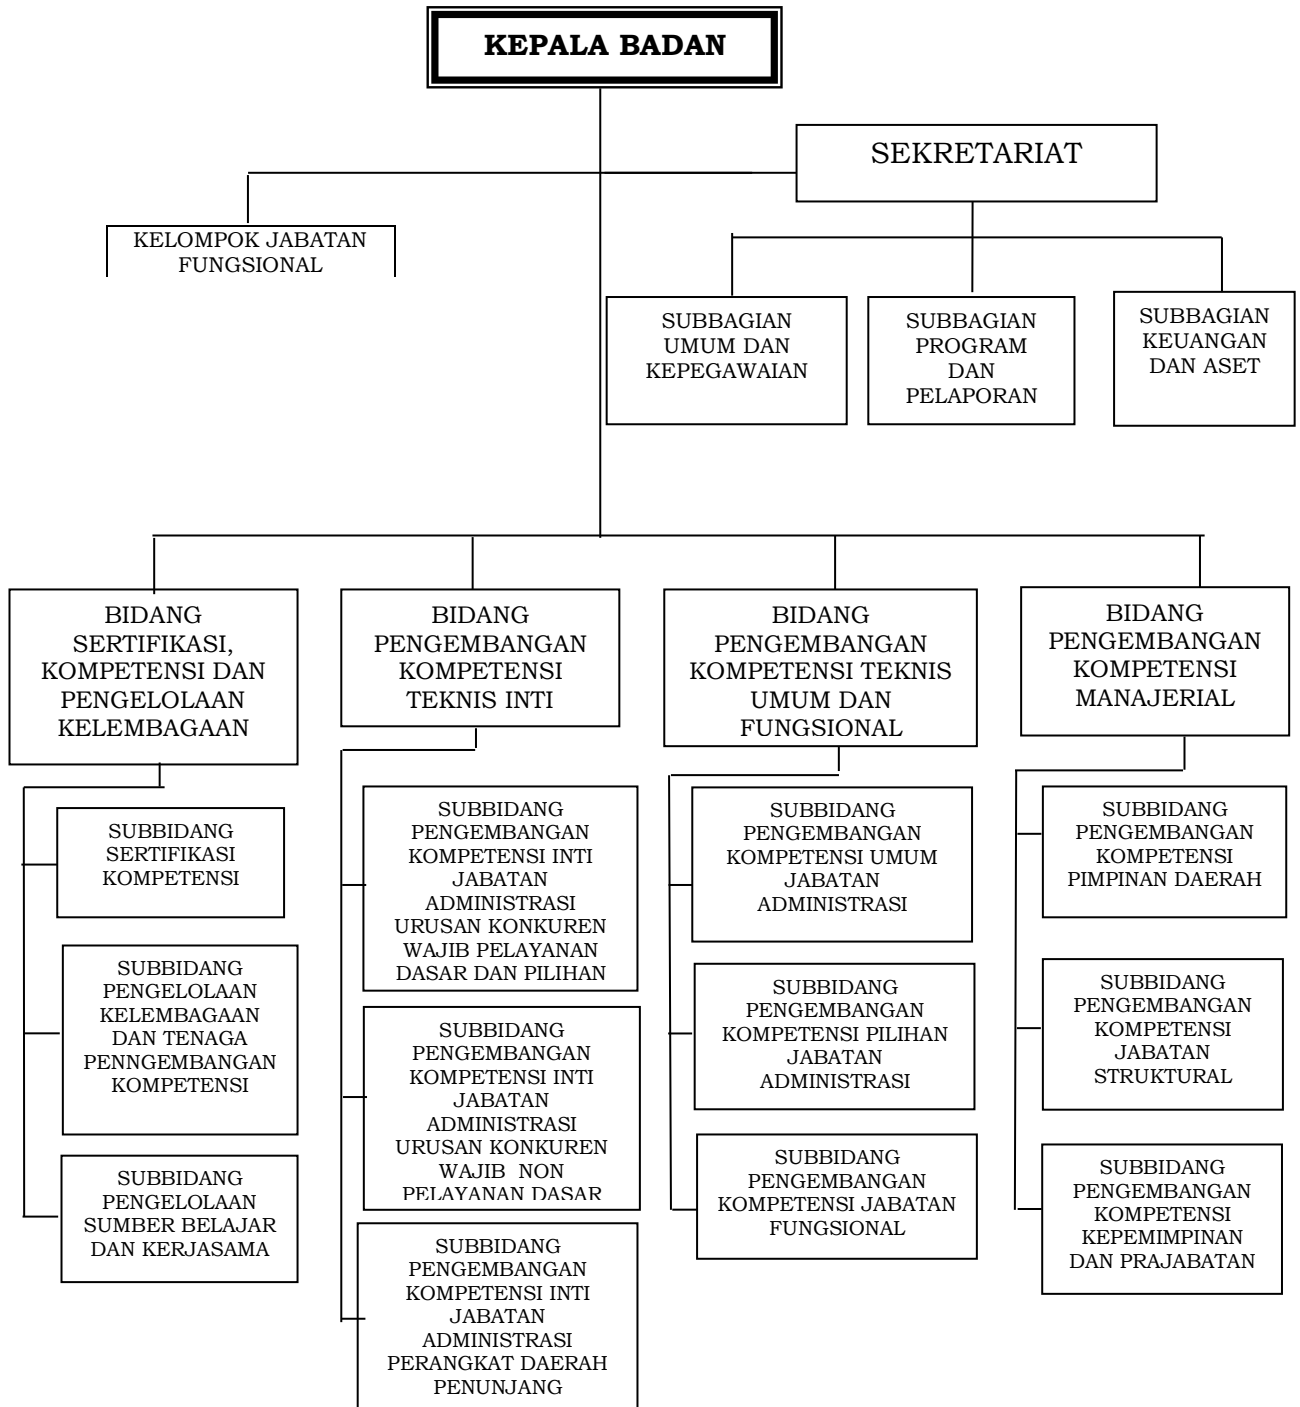 KEPALA BADAN
SEKRETARIAT
KELOMPOK JABATAN
FUNGSIONAL
SUBBAGIAN
UMUM DAN
KEPEGAWAIAN
SUBBAGIAN
PROGRAM
DAN
PELAPORAN
SUBBAGIAN
KEUANGAN
DAN ASET
BIDANG
SERTIFIKASI,
KOMPETENSI DAN
PENGELOLAAN
KELEMBAGAAN
BIDANG
PENGEMBANGAN
KOMPETENSI
TEKNIS INTI
BIDANG
PENGEMBANGAN
KOMPETENSI TEKNIS
UMUM DAN
FUNGSIONAL
BIDANG
PENGEMBANGAN
KOMPETENSI
MANAJERIAL
SUBBIDANG
SERTIFIKASI
KOMPETENSI
SUBBIDANG
PENGELOLAAN
KELEMBAGAAN
DAN TENAGA
PENNGEMBANGAN
KOMPETENSI
SUBBIDANG
PENGELOLAAN
SUMBER BELAJAR
DAN KERJASAMA
SUBBIDANG
PENGEMBANGAN
KOMPETENSI INTI
JABATAN
ADMINISTRASI
URUSAN KONKUREN
WAJIB PELAYANAN
DASAR DAN PILIHAN
SUBBIDANG
PENGEMBANGAN
KOMPETENSI INTI
JABATAN
ADMINISTRASI
URUSAN KONKUREN
WAJIB  NON
PELAYANAN DASAR
SUBBIDANG
PENGEMBANGAN
KOMPETENSI INTI
JABATAN
ADMINISTRASI
PERANGKAT DAERAH
PENUNJANG
SUBBIDANG
PENGEMBANGAN
KOMPETENSI UMUM
JABATAN
ADMINISTRASI
SUBBIDANG
PENGEMBANGAN
KOMPETENSI PILIHAN
JABATAN
ADMINISTRASI
SUBBIDANG
PENGEMBANGAN
KOMPETENSI JABATAN
FUNGSIONAL
SUBBIDANG
PENGEMBANGAN
KOMPETENSI
PIMPINAN DAERAH
SUBBIDANG
PENGEMBANGAN
KOMPETENSI
JABATAN
STRUKTURAL
SUBBIDANG
PENGEMBANGAN
KOMPETENSI
KEPEMIMPINAN
DAN PRAJABATAN